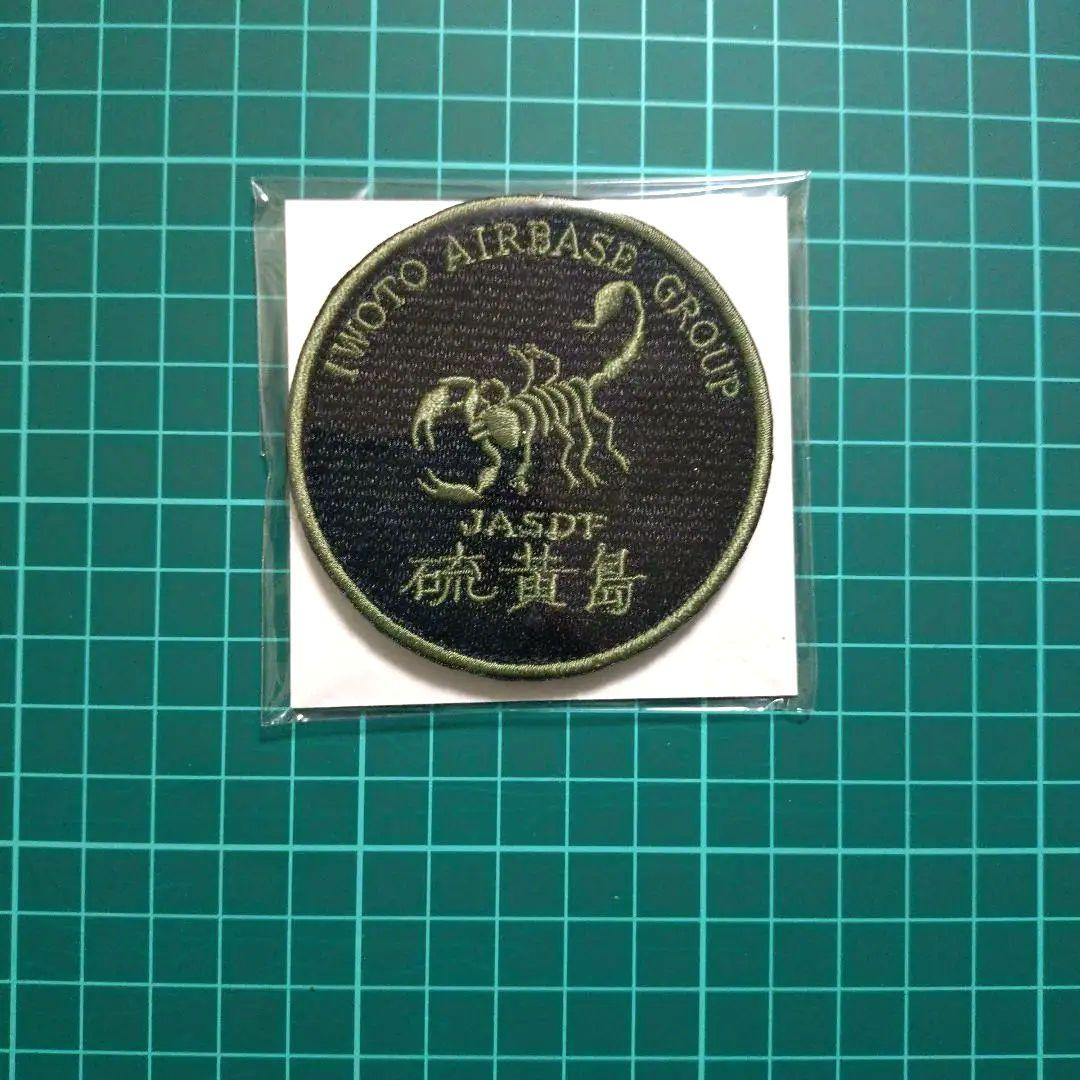 IWOTO AIRBASE GROUP
JASDF
硫黄島